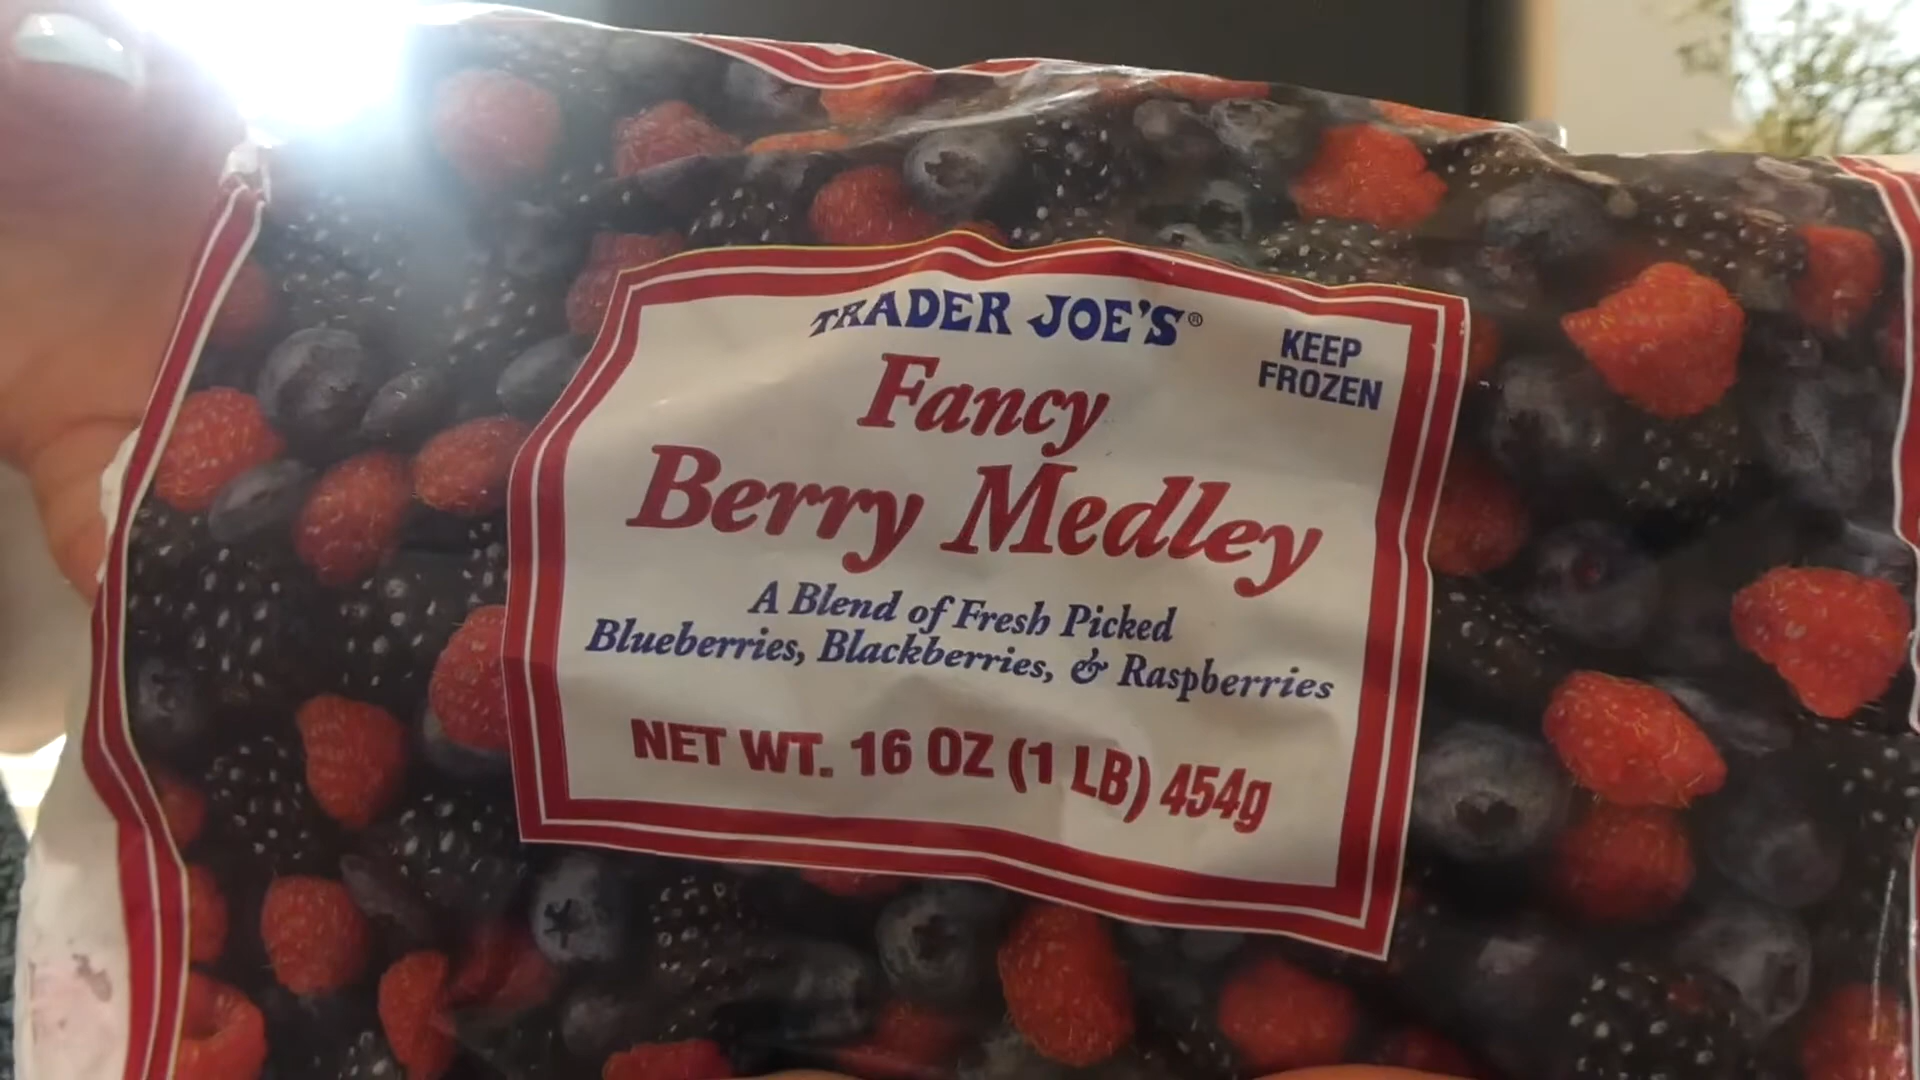 TRADER JOE'S®
KEEP
FROZEN
Fancy
Berry Medley
A Blend of Fresh Picked
Blueberries, Blackberries, & Raspberries
NET WT. 16 OZ (1 LB) 454g